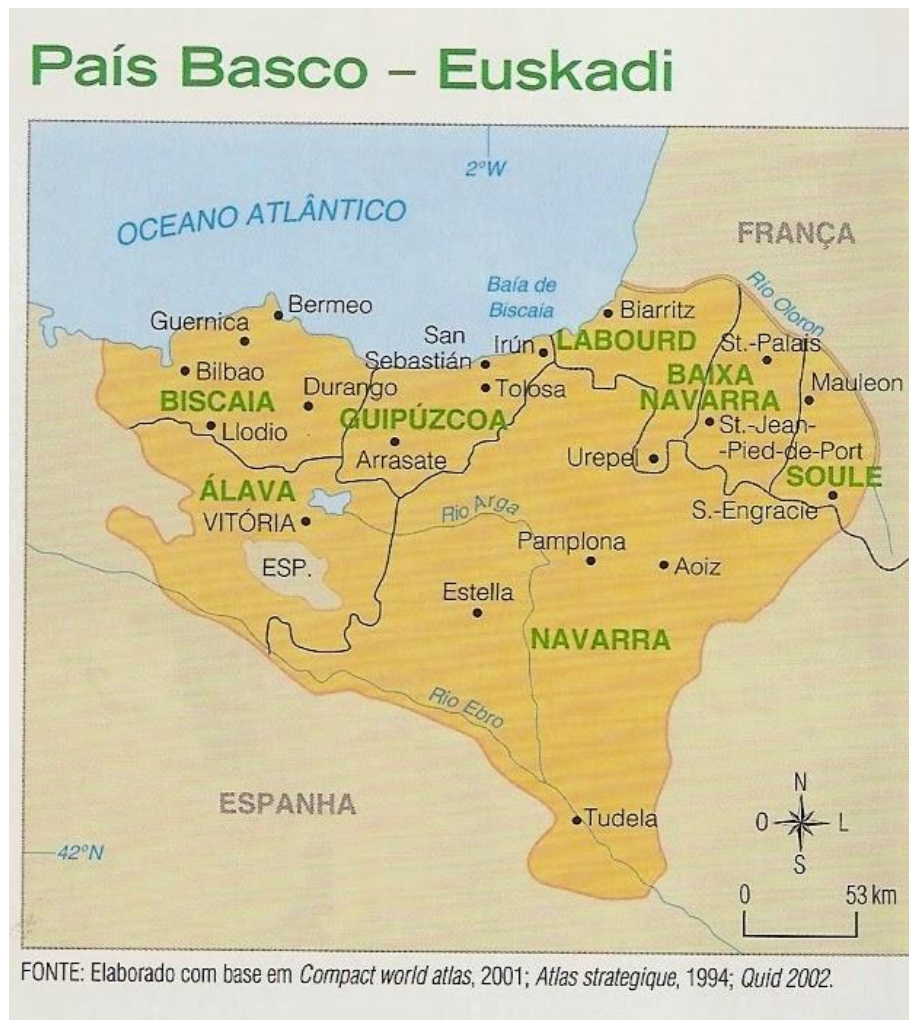 País Basco – Euskadi
2ºW
OCEANO ATLÂNTICO
FRANÇA
Baía de
Biscaia
Rio Oloron
Bermeo
Biarritz
Guernica
San
Sebastián
Irún
LABOURD
St.-Palais
Bilbao
BAIXA
NAVARRA
Mauleon
Durango
Tolosa
BISCAIA
GUIPÚZCOA
Llodio
St.-Jean-
-Pied-de-Port
Arrasate
Urepel
SOULE
ÁLAVA
S.-Engracie
VITÓRIA
Rio Arga
Pamplona
ESP.
Aoiz
Estella
NAVARRA
Rio Ebro
ESPANHA
Tudela
N
O
L
S
42ºN
0
53 km
FONTE: Elaborado com base em Compact world atlas, 2001; Atlas strategique, 1994; Quid 2002.